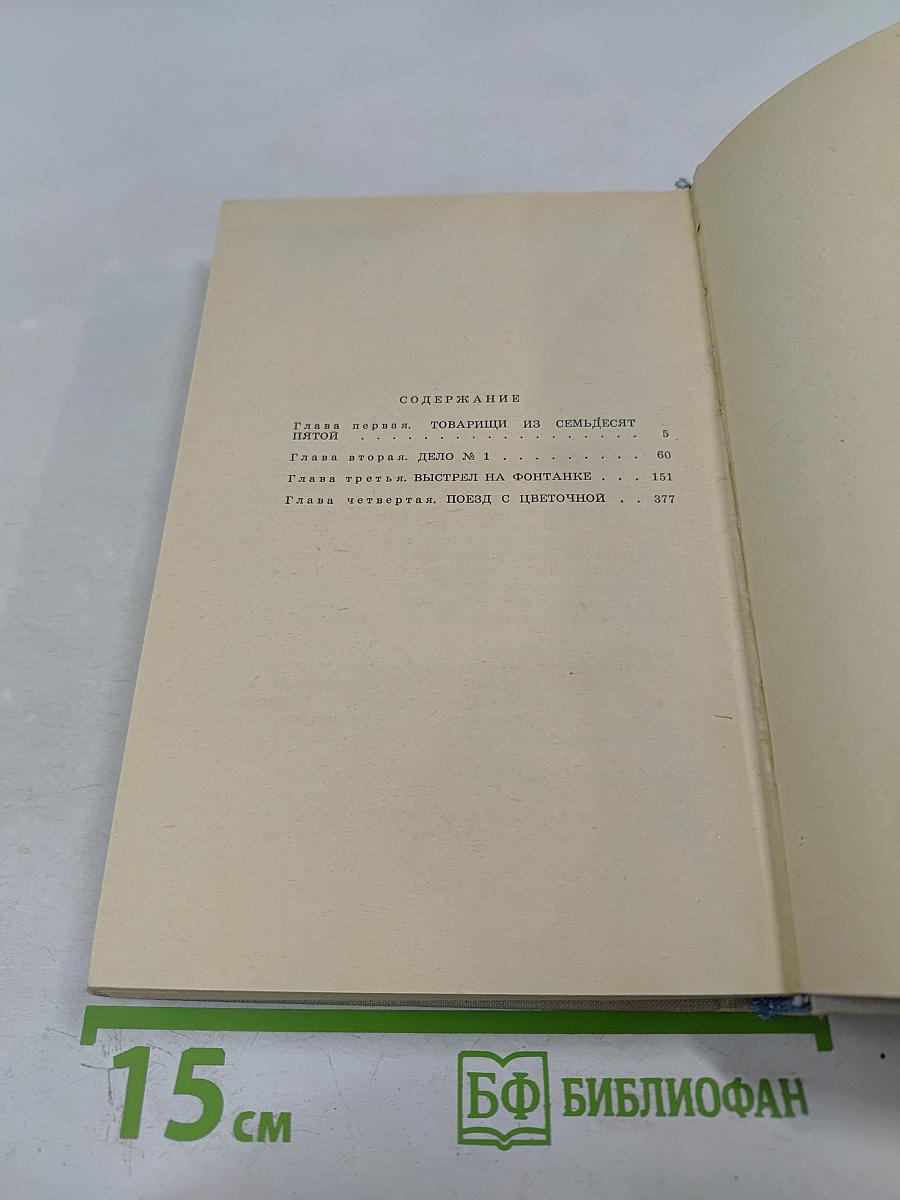 СОДЕРЖАНИЕ
Глава первая. ТОВАРИЩИ ИЗ СЕМЬДЕСЯТ
ПЯТОЙ . . . . . . . . . . . . . . . . . . 5
Глава вторая. ДЕЛО № 1 . . . . . . . . . 60
Глава третья. ВЫСТРЕЛ НА ФОНТАНКЕ . . . 151
Глава четвертая. ПОЕЗД С ЦВЕТОЧНОЙ . . 377
15 см
БФ БИБЛИОФАН